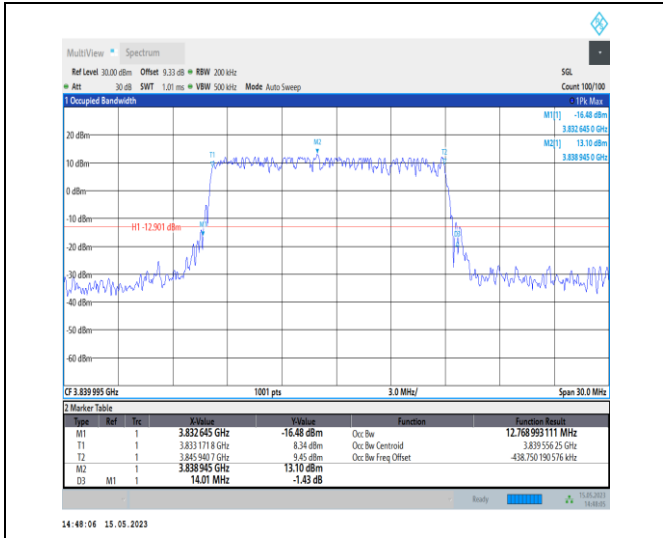 MultiView Spectrum
Ref Level 30.00 dBm Offset 9.33 dB RBW 200 kHz SGL
Att 30 dB SWT 1.01 ms VBW 500 kHz Mode Auto Sweep Count 100/100
1 Occupied Bandwidth 1Pk Max
M1[1] -16.48 dBm
3.832 645 0 GHz
M2[1] 13.10 dBm
3.838 945 0 GHz
20 dBm
M2
T1
T2
10 dBm
0 dBm
-10 dBm
H1 -12.901 dBm
M1
D3
-20 dBm
-30 dBm
-40 dBm
-50 dBm
-60 dBm
CF 3.839 995 GHz 1001 pts 3.0 MHz/ Span 30.0 MHz
2 Marker Table
Type Ref Trc X-Value Y-Value Function Function Result
M1 1 3.832 645 GHz -16.48 dBm Occ Bw 12.768 993 111 MHz
T1 1 3.833 171 8 GHz 8.34 dBm Occ Bw Centroid 3.839 556 25 GHz
T2 1 3.845 940 7 GHz 9.45 dBm Occ Bw Freq Offset -438.750 190 576 kHz
M2 1 3.838 945 GHz 13.10 dBm
D3 M1 1 14.01 MHz -1.43 dB
Ready 15.05.2023
14:48:05
14:48:06 15.05.2023